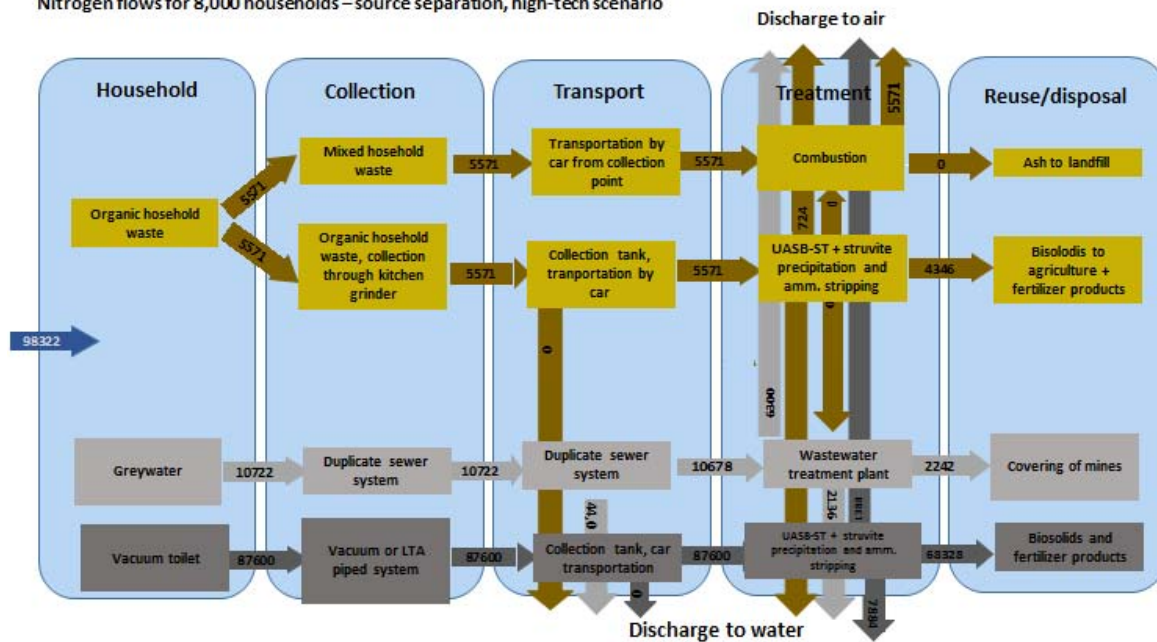 Nitrogen flows for 8,000 households – source separation, high-tech scenario
Discharge to air
Household
Collection
Transport
Treatment
Reuse/disposal
5571
Mixed hosehold
waste
5571
Transportation by
car from collection
point
5571
Combustion
0
Ash to landfill
5571
Organic hosehold
waste
5571
Organic hosehold
waste, collection
through kitchen
grinder
5571
Collection tank,
tranportation by
car
5571
724
0
UASB-ST + struvite
precipitation and
amm. stripping
4346
Bisolodis to
agriculture +
fertilizer products
0
98322
0
6300
Greywater
10722
Duplicate sewer
system
10722
Duplicate sewer
system
10678
Wastewater
treatment plant
2242
Covering of mines
44,0
2136
Vacuum toilet
87600
Vacuum or LTA
piped system
87600
Collection tank, car
transportation
87600
UASB-ST + struvite
precipitation and amm.
stripping
68328
Biosolids and
fertilizer products
0
7884
Discharge to water